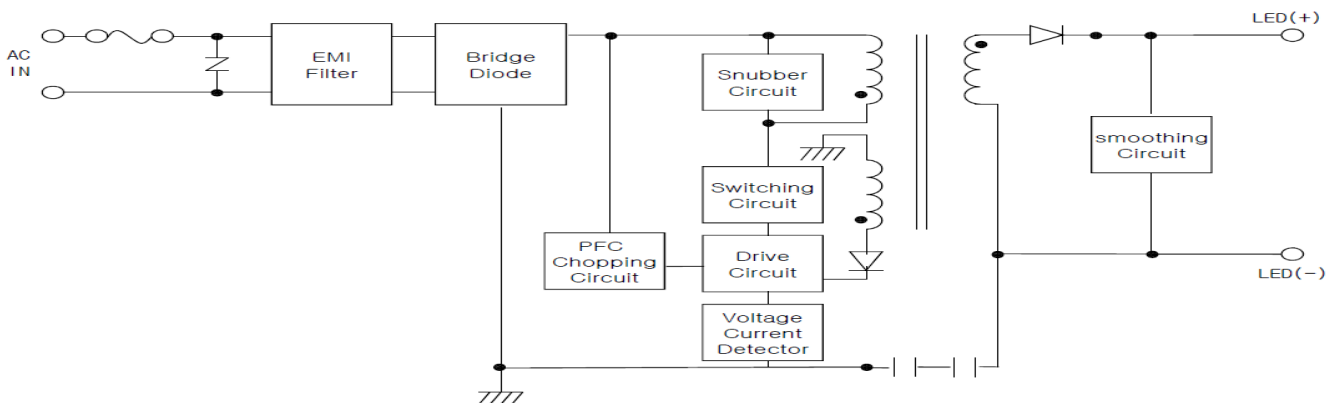 AC
IN
EMI
Filter
Bridge
Diode
Snubber
Circuit
Switching
Circuit
PFC
Chopping
Circuit
Drive
Circuit
Voltage
Current
Detector
LED(+)
smoothing
Circuit
LED(-)